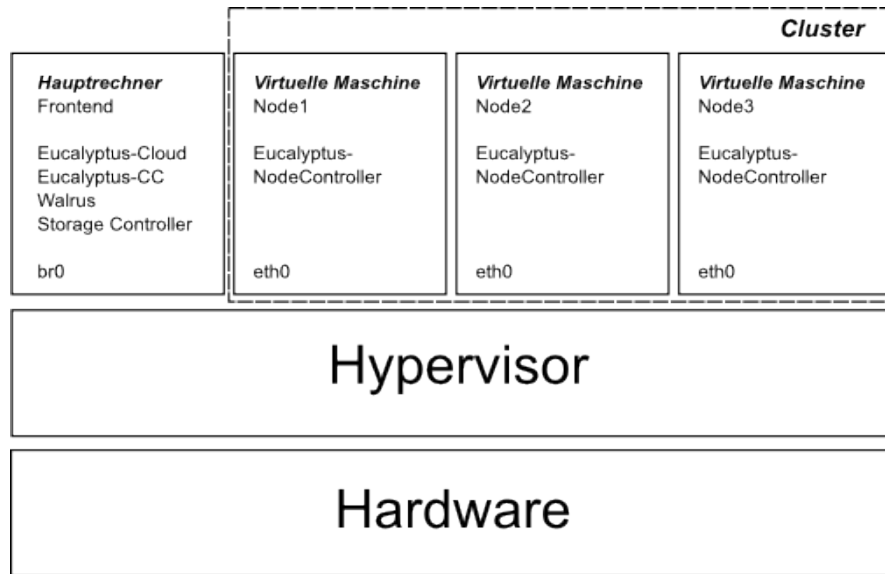 Cluster
Hauptrechner
Frontend
Eucalyptus-Cloud
Eucalyptus-CC
Walrus
Storage Controller
br0
Virtuelle Maschine
Node1
Eucalyptus-
NodeController
eth0
Virtuelle Maschine
Node2
Eucalyptus-
NodeController
eth0
Virtuelle Maschine
Node3
Eucalyptus-
NodeController
eth0
Hypervisor
Hardware